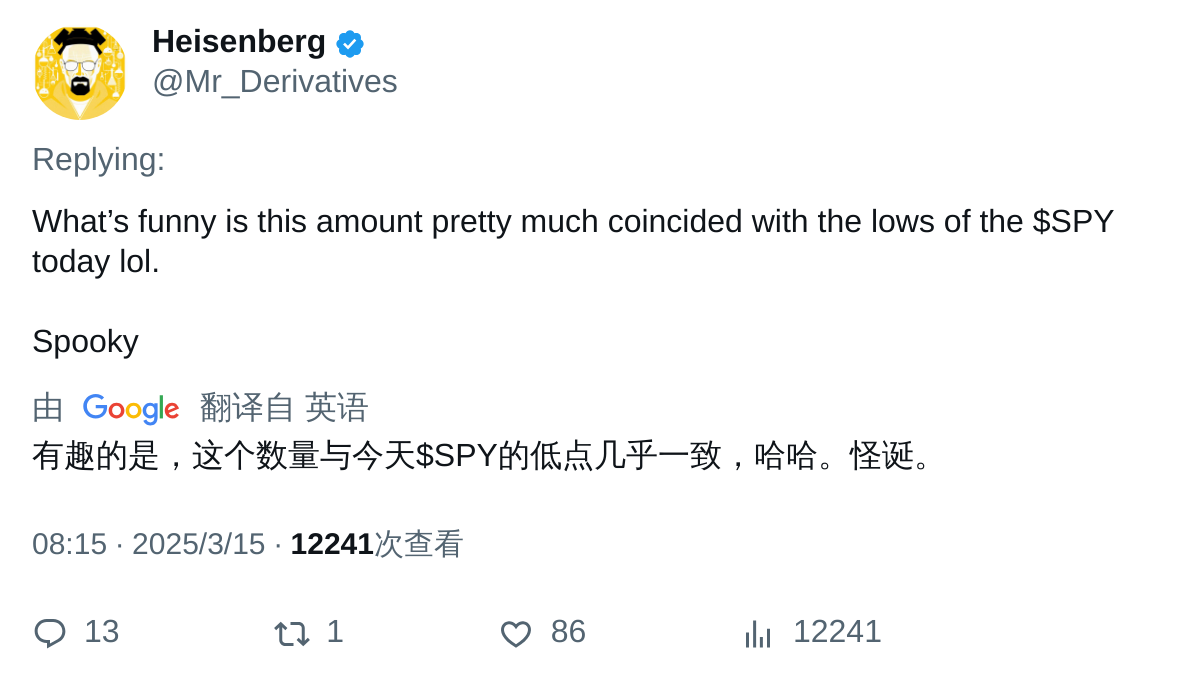 Heisenberg
@Mr_Derivatives
Replying:
What’s funny is this amount pretty much coincided with the lows of the $SPY
today lol.
Spooky
由 Google 翻译自 英语
有趣的是，这个数量与今天$SPY的低点几乎一致，哈哈。怪诞。
08:15 · 2025/3/15 · 12241次查看
13 1 86 12241